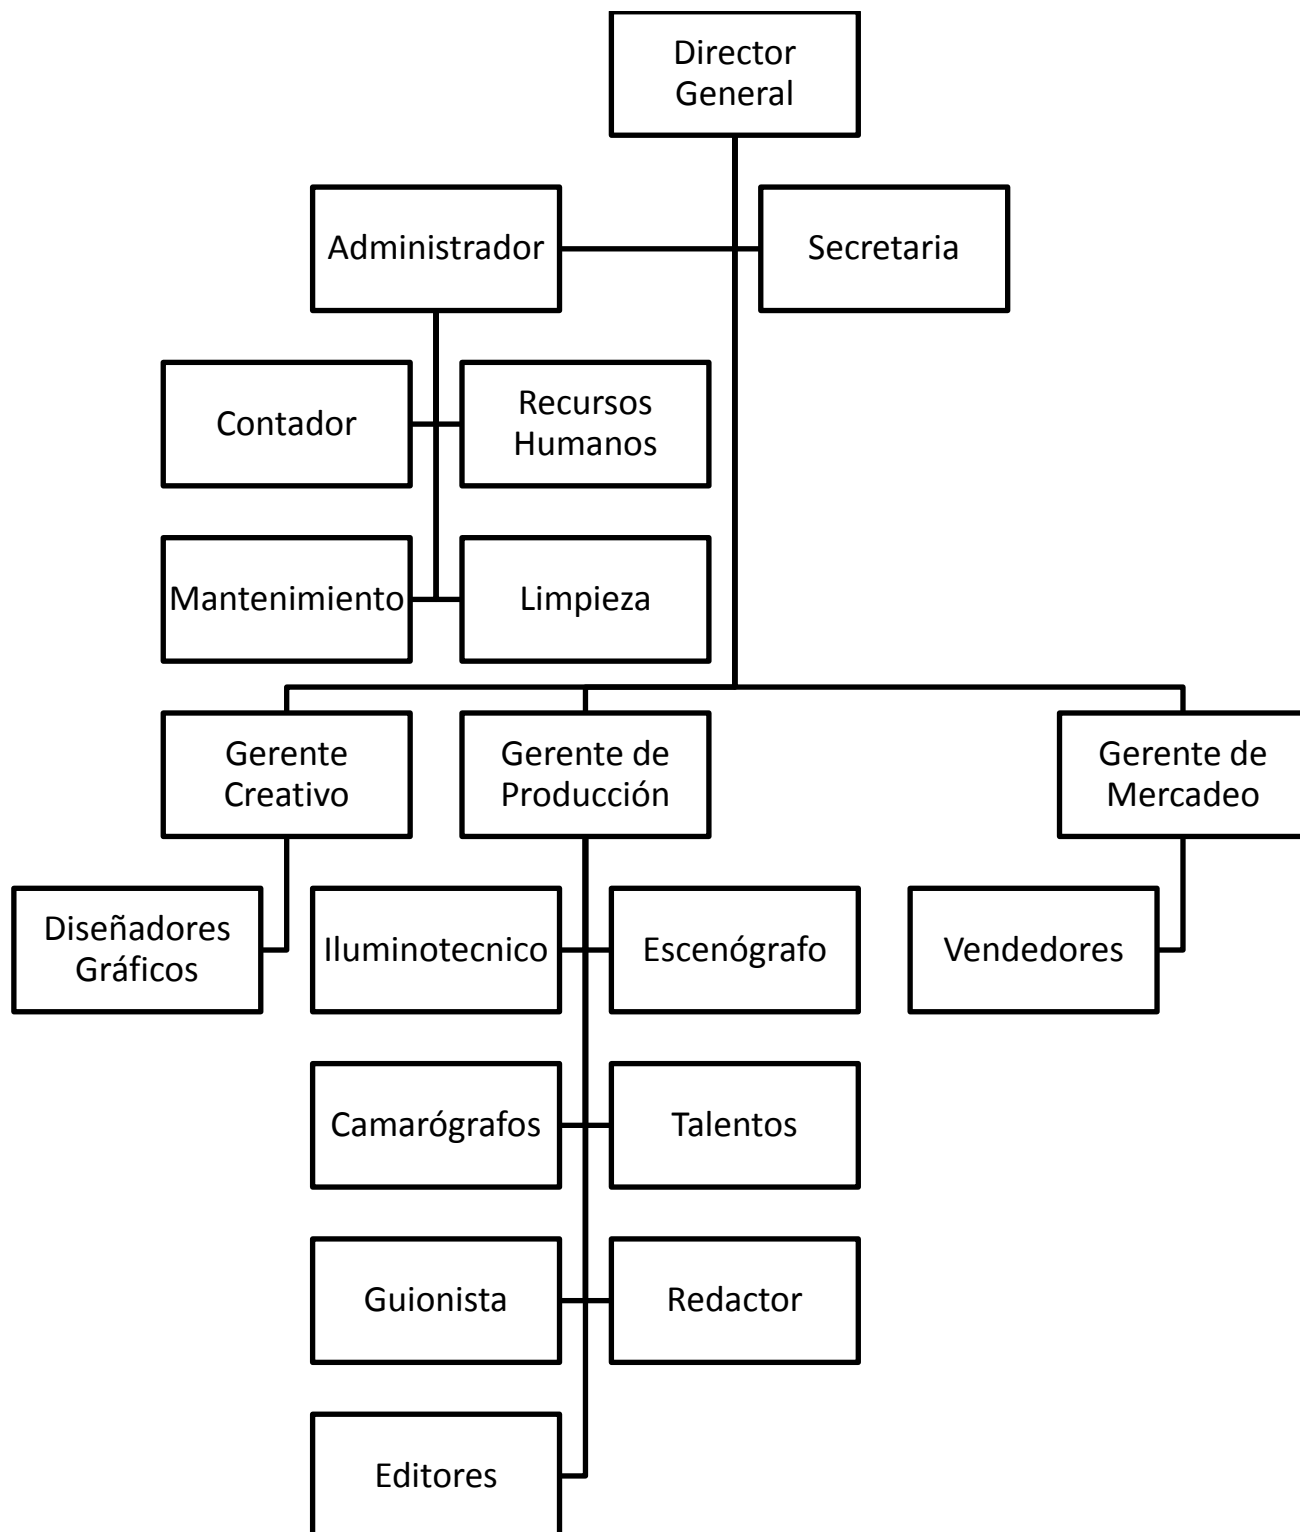 Director
General
Administrador
Secretaria
Contador
Recursos
Humanos
Mantenimiento
Limpieza
Gerente
Creativo
Gerente de
Producción
Gerente de
Mercadeo
Diseñadores
Gráficos
Iluminotecnico
Escenógrafo
Vendedores
Camarógrafos
Talentos
Guionista
Redactor
Editores